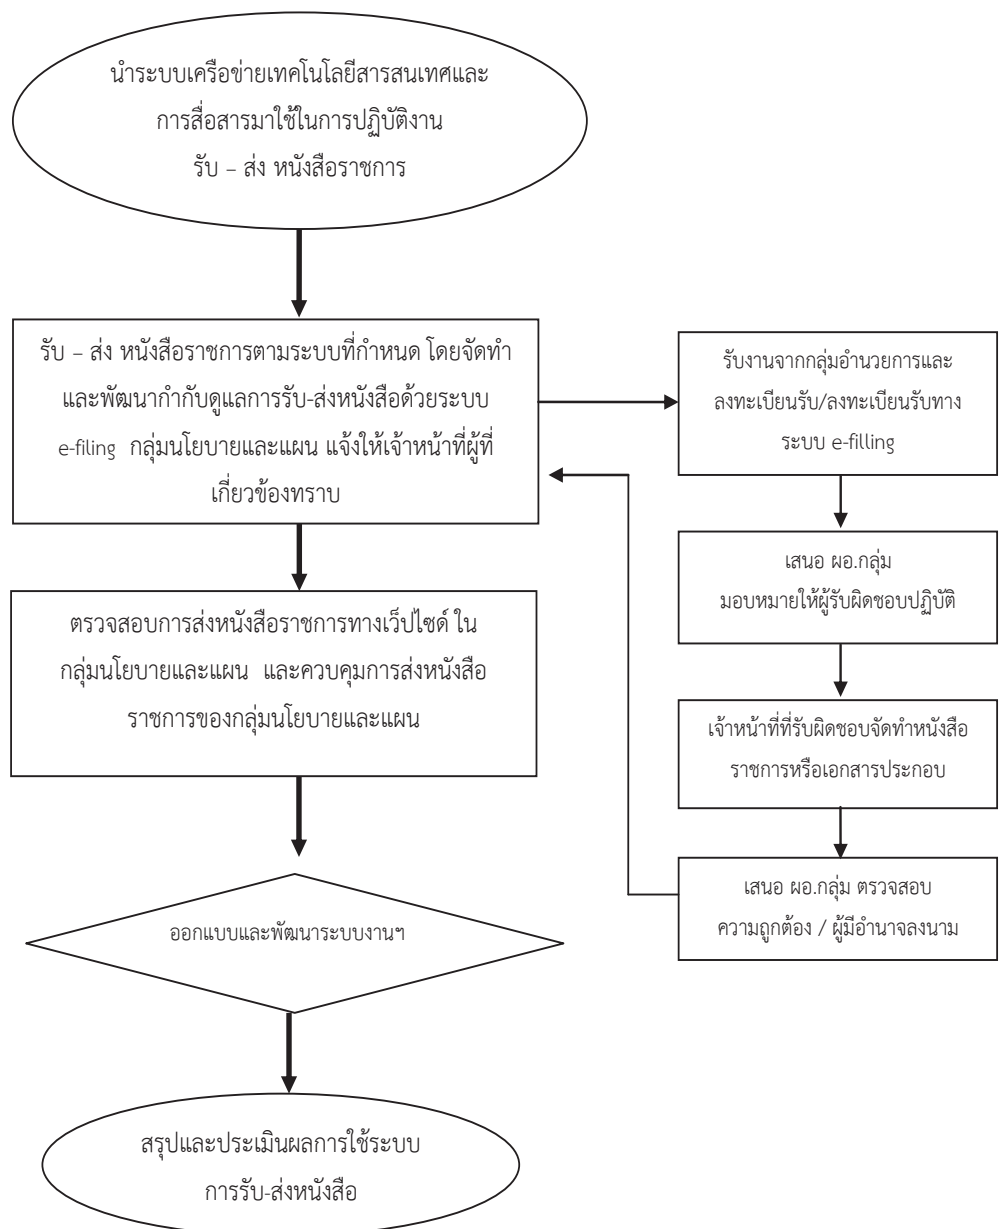 นำระบบเครือข่ายเทคโนโลยีสารสนเทศและ
การสื่อสารมาใช้ในการปฏิบัติงาน
รับ – ส่ง หนังสือราชการ
รับ – ส่ง หนังสือราชการตามระบบที่กำหนด โดยจัดทำ
และพัฒนากำกับดูแลการรับ-ส่งหนังสือด้วยระบบ
e-filing กลุ่มนโยบายและแผน แจ้งให้เจ้าหน้าที่ผู้ที่
เกี่ยวข้องทราบ
รับงานจากกลุ่มอำนวยการและ
ลงทะเบียนรับ/ลงทะเบียนรับทาง
ระบบ e-filling
เสนอ ผอ.กลุ่ม
มอบหมายให้ผู้รับผิดชอบปฏิบัติ
เจ้าหน้าที่ที่รับผิดชอบจัดทำหนังสือ
ราชการหรือเอกสารประกอบ
เสนอ ผอ.กลุ่ม ตรวจสอบ
ความถูกต้อง / ผู้มีอำนาจลงนาม
ตรวจสอบการส่งหนังสือราชการทางเว็ปไซด์ ใน
กลุ่มนโยบายและแผน และควบคุมการส่งหนังสือ
ราชการของกลุ่มนโยบายและแผน
ออกแบบและพัฒนาระบบงานฯ
สรุปและประเมินผลการใช้ระบบ
การรับ-ส่งหนังสือ